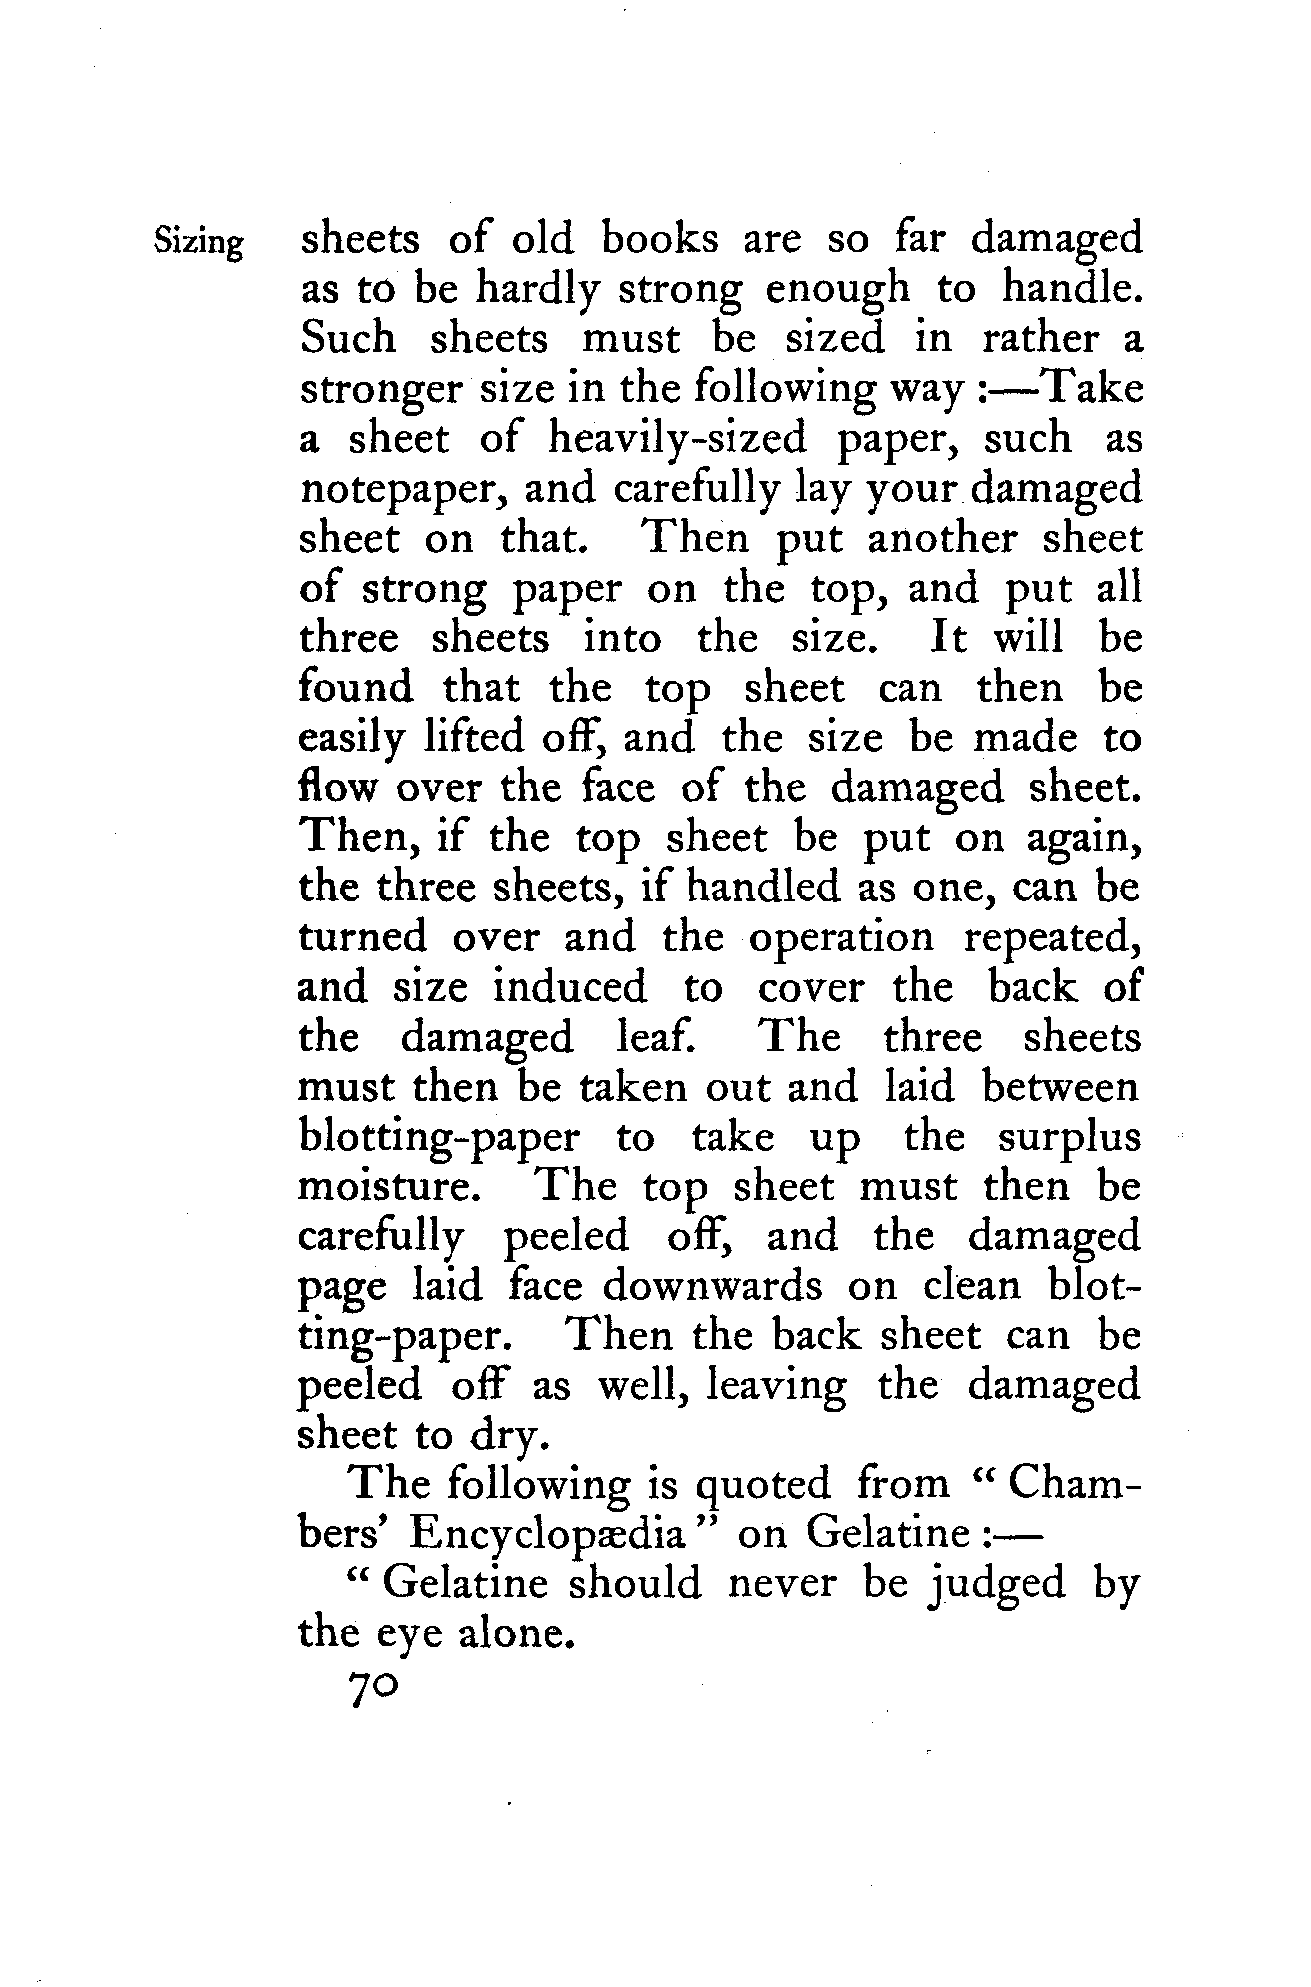 Sizing sheets of old books are so far damaged
as to be hardly strong enough to handle.
Such sheets must be sized in rather a
stronger size in the following way :—Take
a sheet of heavily-sized paper, such as
notepaper, and carefully lay your damaged
sheet on that. Then put another sheet
of strong paper on the top, and put all
three sheets into the size. It will be
found that the top sheet can then be
easily lifted off, and the size be made to
flow over the face of the damaged sheet.
Then, if the top sheet be put on again,
the three sheets, if handled as one, can be
turned over and the operation repeated,
and size induced to cover the back of
the damaged leaf. The three sheets
must then be taken out and laid between
blotting-paper to take up the surplus
moisture. The top sheet must then be
carefully peeled off, and the damaged
page laid face downwards on clean blot-
ting-paper. Then the back sheet can be
peeled off as well, leaving the damaged
sheet to dry.
The following is quoted from “ Cham-
bers’ Encyclopædia ” on Gelatine :—
“ Gelatine should never be judged by
the eye alone.
70